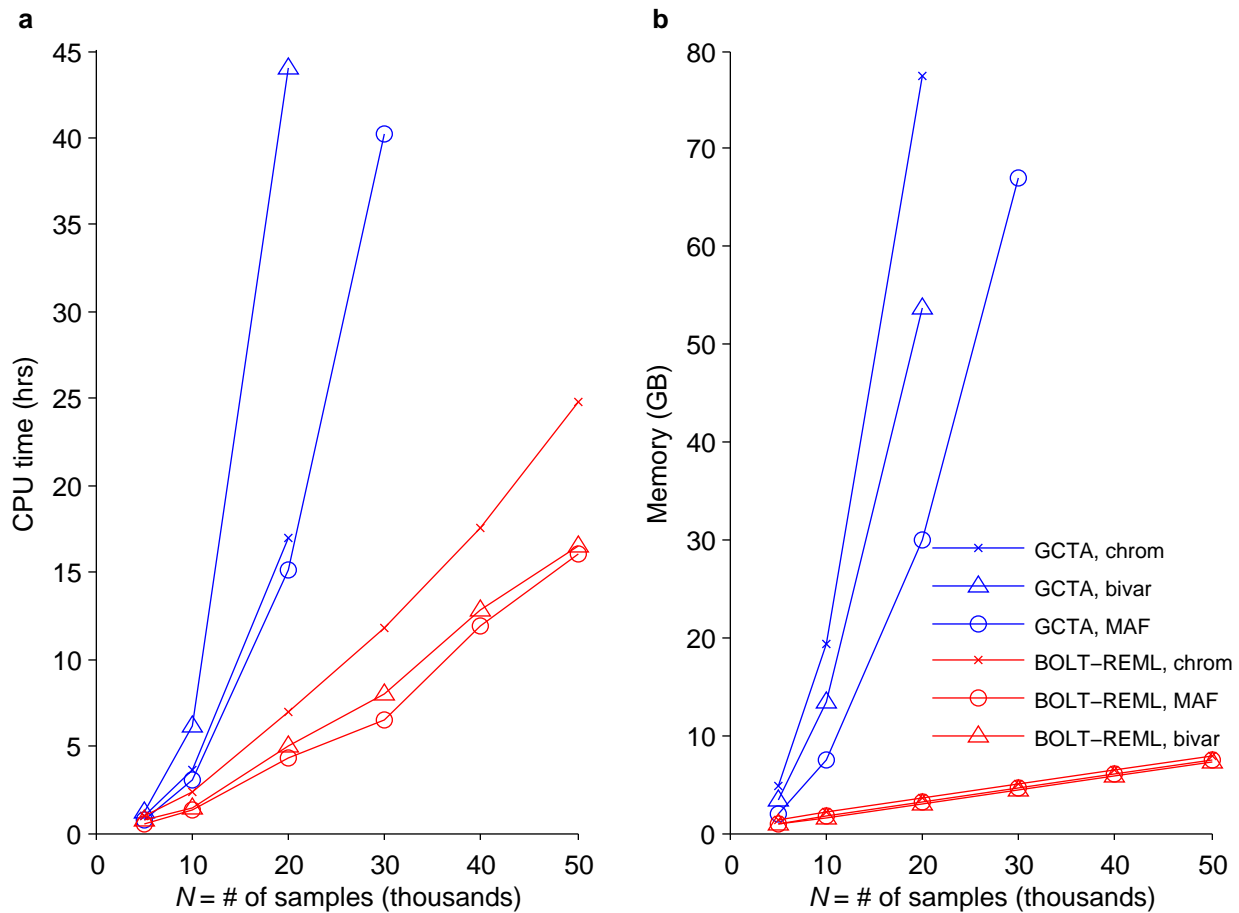 a
45
40
35
30
25
20
15
10
5
0
CPU time (hrs)
0 10 20 30 40 50
N = # of samples (thousands)
b
80
70
60
50
40
30
20
10
0
Memory (GB)
GCTA, chrom
GCTA, bivar
GCTA, MAF
BOLT−REML, chrom
BOLT−REML, MAF
BOLT−REML, bivar
0 10 20 30 40 50
N = # of samples (thousands)